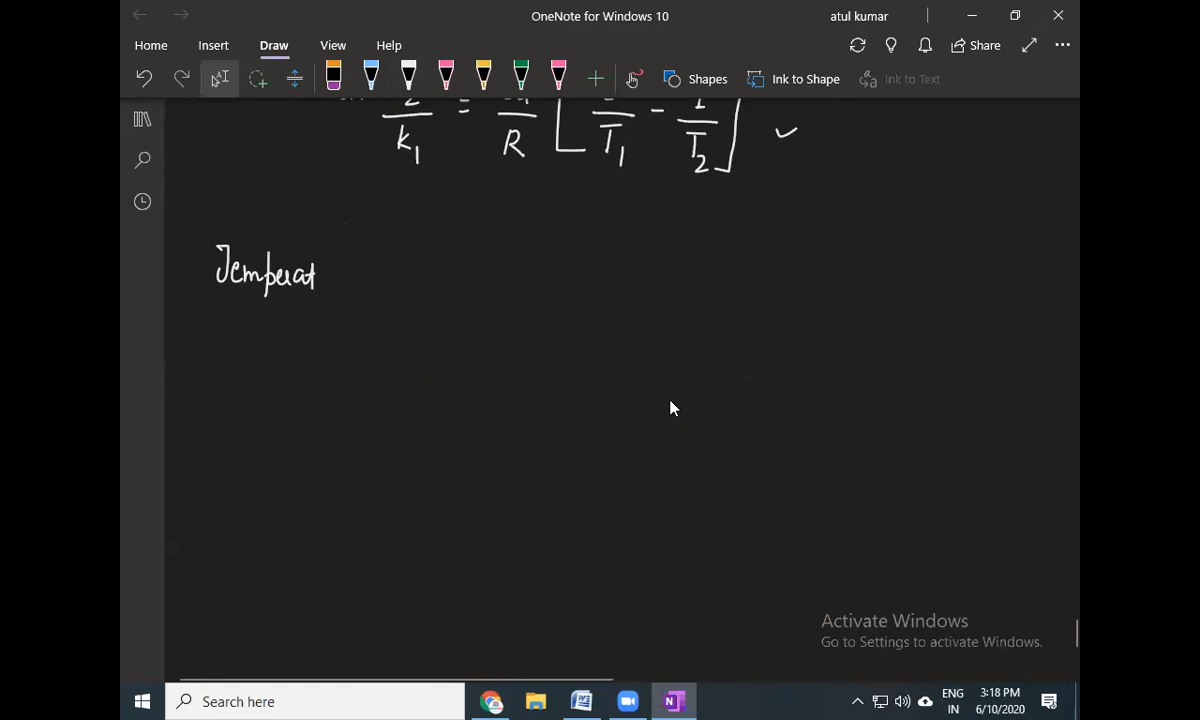 OneNote for Windows 10
atul kumar
Home Insert Draw View Help
Share
Shapes
Ink to Shape
Ink to Text
k1 = R [ T1 - 1/T2 ]
Temperat
Activate Windows
Go to Settings to activate Windows.
Search here
ENG 3:18 PM
IN 6/10/2020